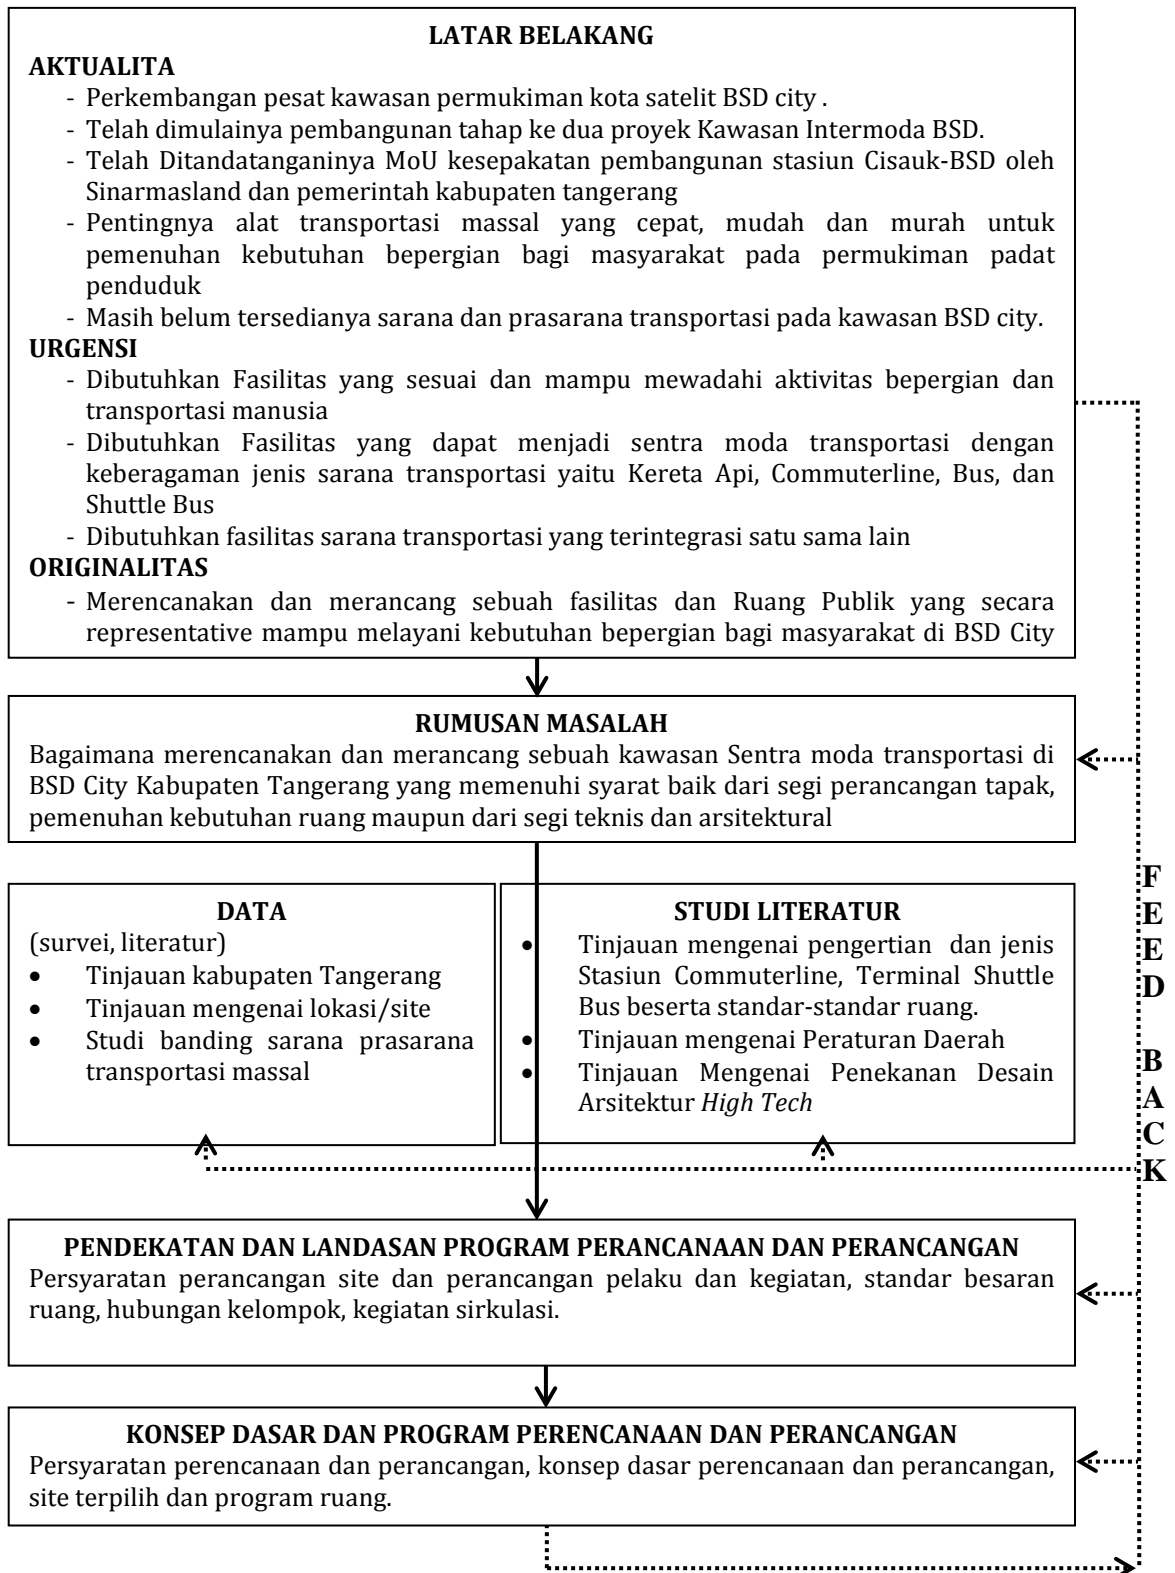 LATAR BELAKANG
AKTUALITA
- Perkembangan pesat kawasan permukiman kota satelit BSD city .
- Telah dimulainya pembangunan tahap ke dua proyek Kawasan Intermoda BSD.
- Telah Ditandatanganinya MoU kesepakatan pembangunan stasiun Cisauk-BSD oleh
Sinarmasland dan pemerintah kabupaten tangerang
- Pentingnya alat transportasi massal yang cepat, mudah dan murah untuk
pemenuhan kebutuhan bepergian bagi masyarakat pada permukiman padat
penduduk
- Masih belum tersedianya sarana dan prasarana transportasi pada kawasan BSD city.
URGENSI
- Dibutuhkan Fasilitas yang sesuai dan mampu mewadahi aktivitas bepergian dan
transportasi manusia
- Dibutuhkan Fasilitas yang dapat menjadi sentra moda transportasi dengan
keberagaman jenis sarana transportasi yaitu Kereta Api, Commuterline, Bus, dan
Shuttle Bus
- Dibutuhkan fasilitas sarana transportasi yang terintegrasi satu sama lain
ORIGINALITAS
- Merencanakan dan merancang sebuah fasilitas dan Ruang Publik yang secara
representative mampu melayani kebutuhan bepergian bagi masyarakat di BSD City
RUMUSAN MASALAH
Bagaimana merencanakan dan merancang sebuah kawasan Sentra moda transportasi di
BSD City Kabupaten Tangerang yang memenuhi syarat baik dari segi perancangan tapak,
pemenuhan kebutuhan ruang maupun dari segi teknis dan arsitektural
DATA
(survei, literatur)
• Tinjauan kabupaten Tangerang
• Tinjauan mengenai lokasi/site
• Studi banding sarana prasarana
transportasi massal
STUDI LITERATUR
• Tinjauan mengenai pengertian dan jenis
Stasiun Commuterline, Terminal Shuttle
Bus beserta standar-standar ruang.
• Tinjauan mengenai Peraturan Daerah
• Tinjauan Mengenai Penekanan Desain
Arsitektur High Tech
PENDEKATAN DAN LANDASAN PROGRAM PERANCANAAN DAN PERANCANGAN
Persyaratan perancangan site dan perancangan pelaku dan kegiatan, standar besaran
ruang, hubungan kelompok, kegiatan sirkulasi.
KONSEP DASAR DAN PROGRAM PERENCANAAN DAN PERANCANGAN
Persyaratan perencanaan dan perancangan, konsep dasar perencanaan dan perancangan,
site terpilih dan program ruang.
FEED BACK